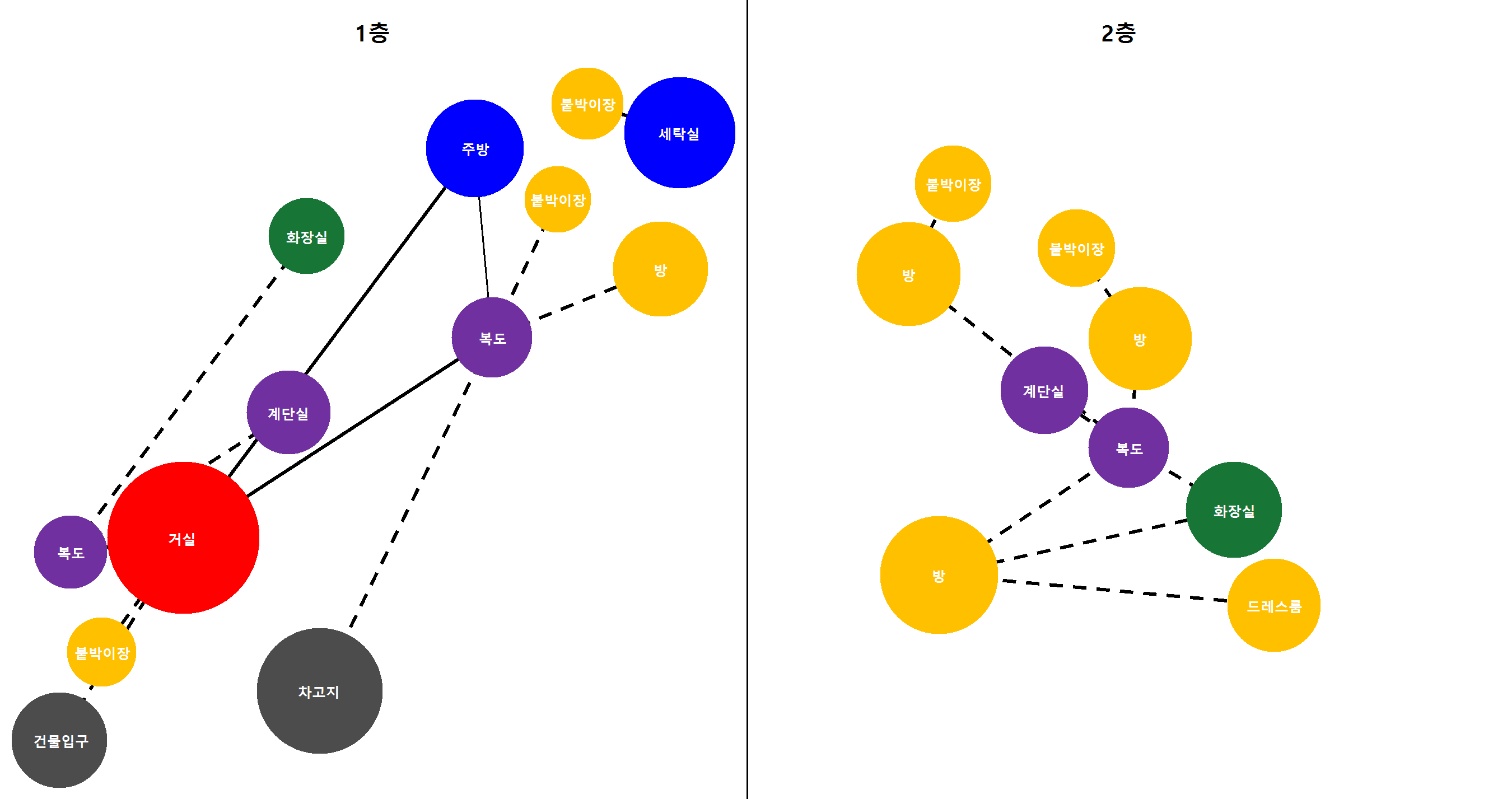 1층
붙박이장
세탁실
주방
붙박이장
화장실
방
복도
계단실
거실
복도
붙박이장
차고지
건물입구
2층
붙박이장
붙박이장
방
방
계단실
복도
화장실
방
드레스룸